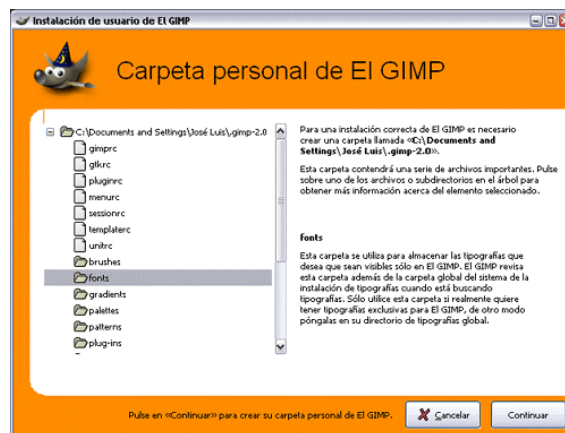 Instalación de usuario de El GIMP
Carpeta personal de El GIMP
C:\Documents and Settings\José Luis\.gimp-2.0
gimprc
gtkrc
pluginrc
menurc
sessionrc
templaterc
unitrc
brushes
fonts
gradients
palettes
patterns
plug-ins
Para una instalación correcta de El GIMP es necesario
crear una carpeta llamada «C:\Documents and
Settings\José Luis\.gimp-2.0».
Esta carpeta contendrá una serie de archivos importantes. Pulse
sobre uno de los archivos o subdirectorios en el árbol para
obtener más información acerca del elemento seleccionado.
fonts
Esta carpeta se utiliza para almacenar las tipografías que
desea que sean visibles sólo en El GIMP. El GIMP revisa
esta carpeta además de la carpeta global del sistema de la
instalación de tipografías cuando está buscando
tipografías. Sólo utilice esta carpeta si realmente quiere
tener tipografías exclusivas para El GIMP, de otro modo
póngalas en su directorio de tipografías global.
Pulse en «Continuar» para crear su carpeta personal de El GIMP.
Cancelar
Continuar